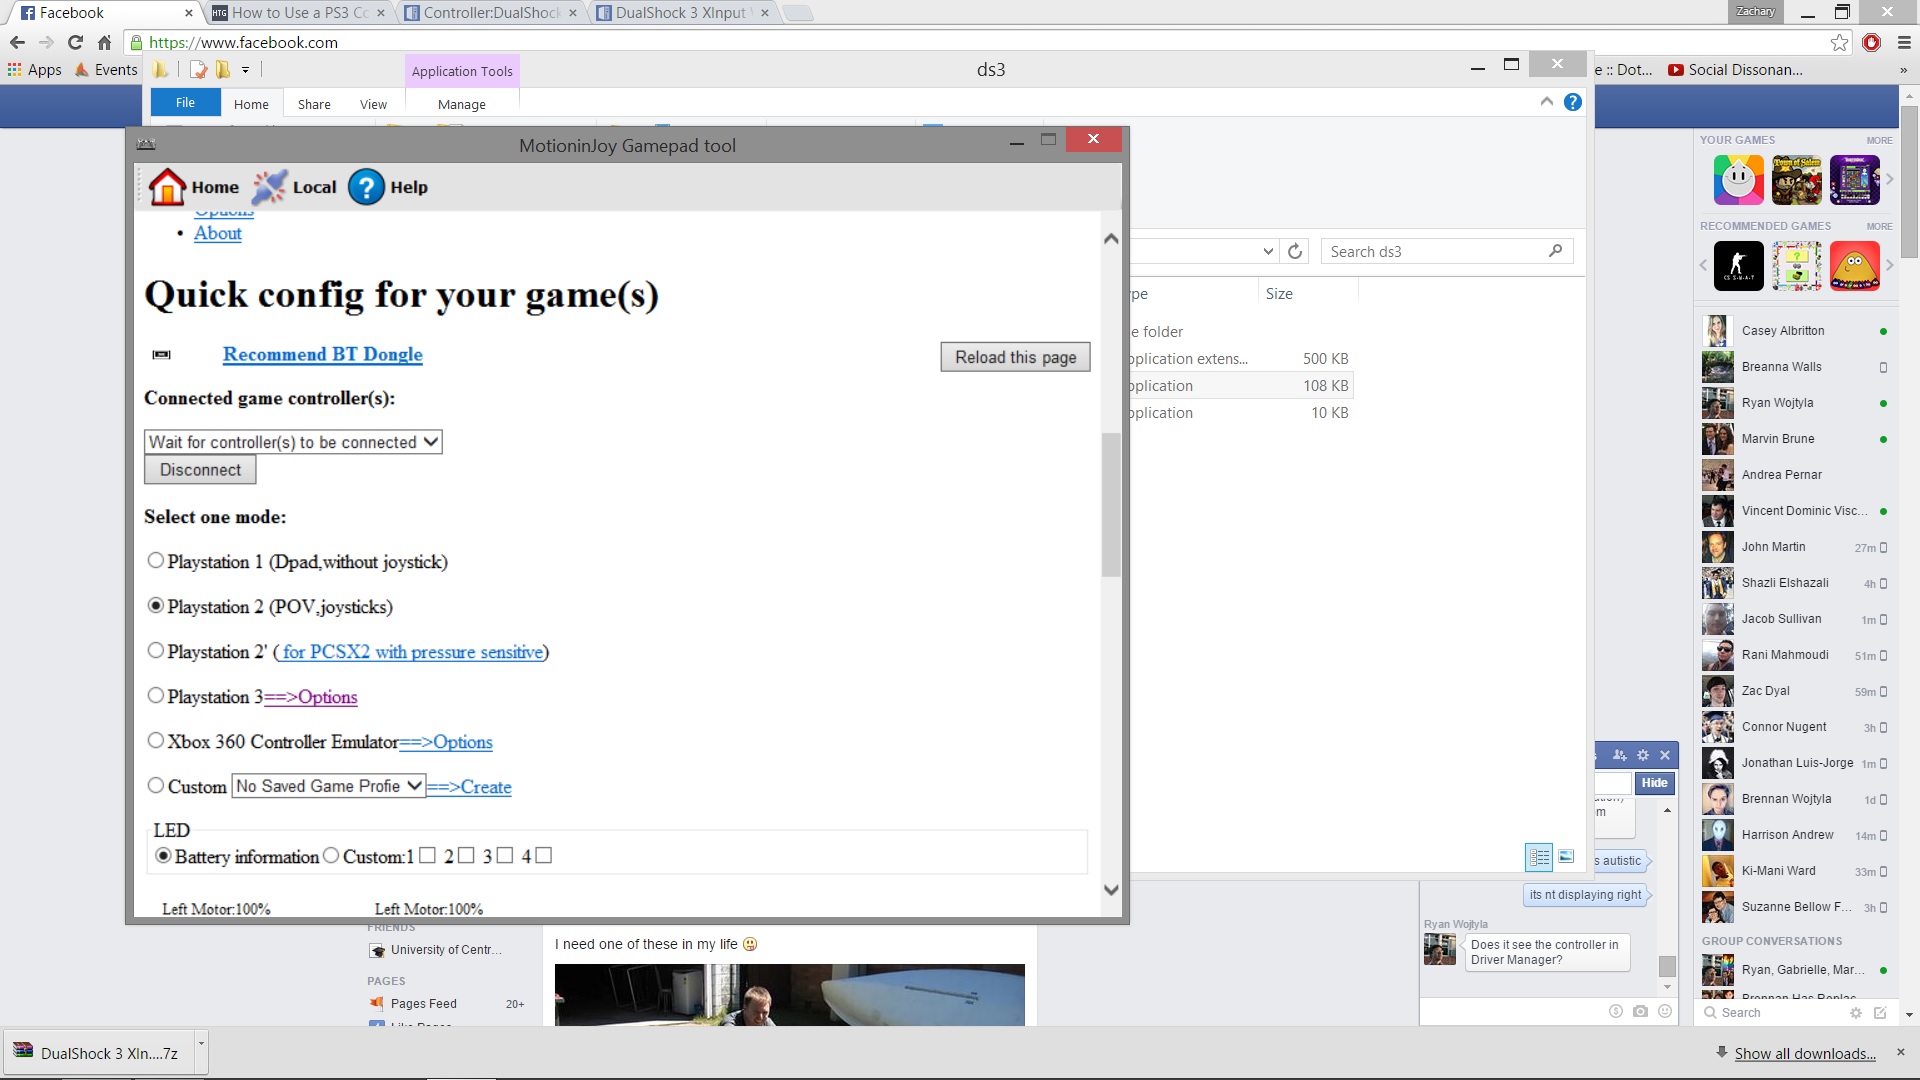 Facebook
How to Use a PS3 Co
Controller:DualShock
DualShock 3 XInput
Zachary
https://www.facebook.com
Apps
Events
e :: Dot...
Social Dissonan...
»
Application Tools
ds3
File
Home
Share
View
Manage
MotioninJoy Gamepad tool
Home
Local
Help
Options
• About
Quick config for your game(s)
Recommend BT Dongle
Reload this page
Connected game controller(s):
Wait for controller(s) to be connected
Disconnect
Select one mode:
Playstation 1 (Dpad,without joystick)
Playstation 2 (POV,joysticks)
Playstation 2' ( for PCSX2 with pressure sensitive)
Playstation 3==>Options
Xbox 360 Controller Emulator==>Options
Custom No Saved Game Profie ==>Create
LED
Battery information Custom:1 2 3 4
Left Motor:100% Left Motor:100%
Search ds3
ype
Size
e folder
pplication extens... 500 KB
pplication 108 KB
pplication 10 KB
YOUR GAMES MORE
Town of Salem
RECOMMENDED GAMES MORE
CS S.W.A.T
Casey Albritton
Breanna Walls
Ryan Wojtyla
Marvin Brune
Andrea Pernar
Vincent Dominic Visc...
John Martin 27m
Shazli Elshazali 4h
Jacob Sullivan 1m
Rani Mahmoudi 51m
Zac Dyal 59m
Connor Nugent 3h
Jonathan Luis-Jorge 1m
Brennan Wojtyla 1d
Harrison Andrew 14m
Ki-Mani Ward 33m
Suzanne Bellow F... 3h
GROUP CONVERSATIONS
Ryan, Gabrielle, Mar...
Brennan Has Replac...
Search
Hide
m
s autistic
its nt displaying right
Ryan Wojtyla
Does it see the controller in
Driver Manager?
FRIENDS
University of Centr...
PAGES
Pages Feed 20+
Like Pages
I need one of these in my life
DualShock 3 XIn....7z
Show all downloads...